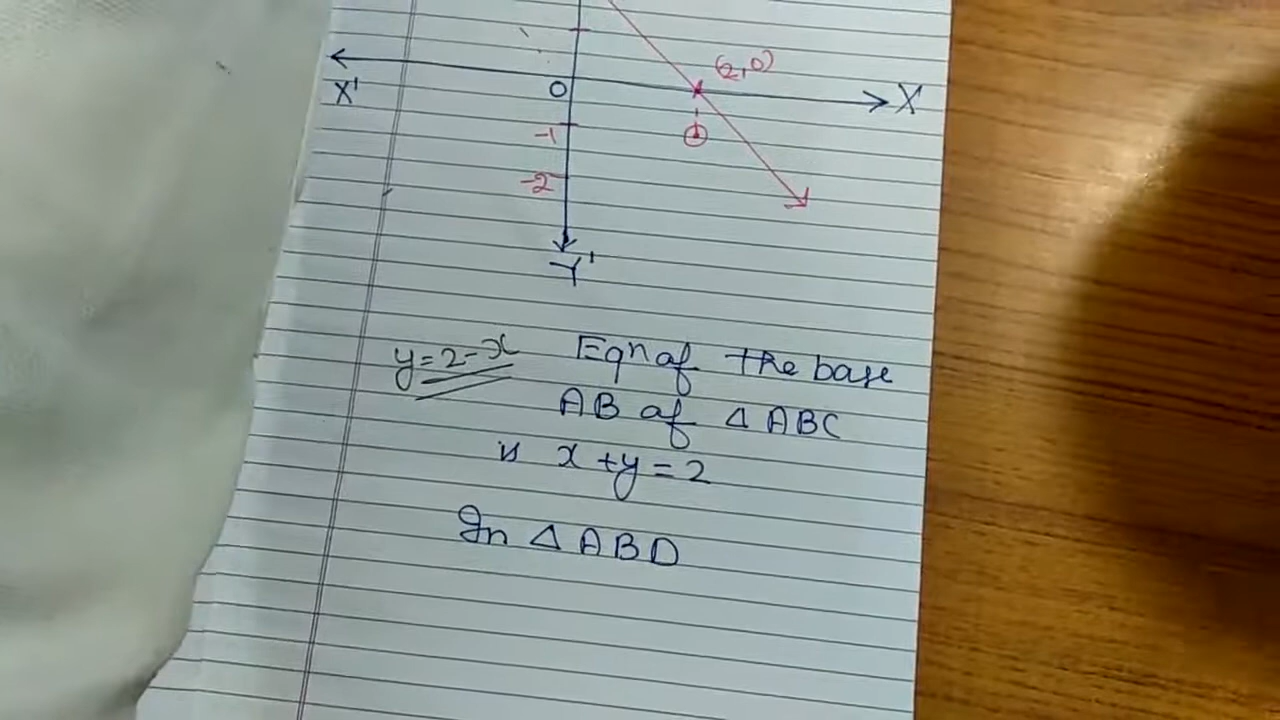 (2,0)
X' 0 X
-1
-2
Y'
y=2-x Eqn of the base
AB of △ABC
is x+y=2
In △ABD